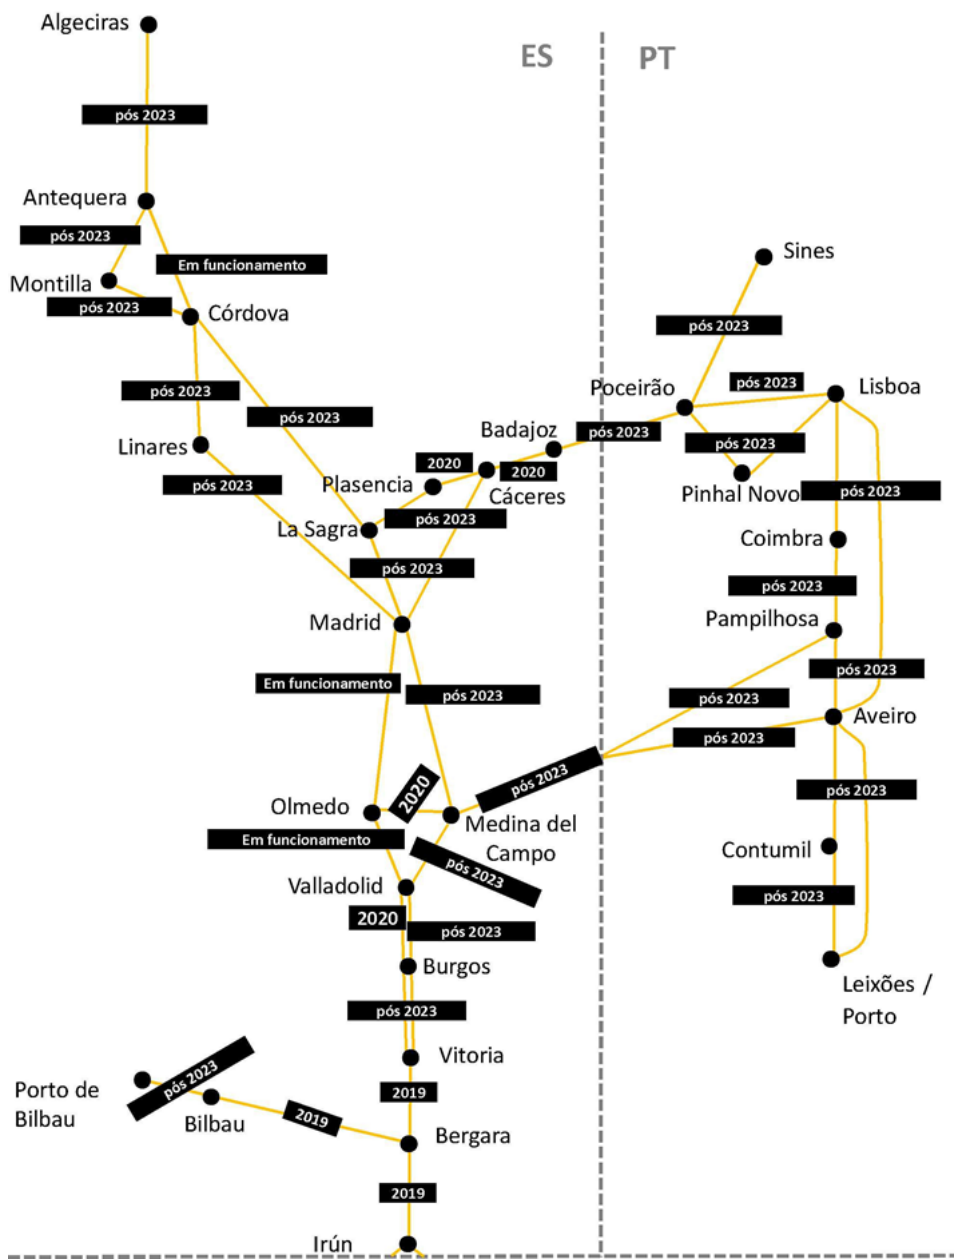 Algeciras
ES
PT
pós 2023
Antequera
pós 2023
Em funcionamento
Sines
Montilla
pós 2023
Córdova
pós 2023
Lisboa
pós 2023
Poceirão
pós 2023
pós 2023
Badajoz
pós 2023
pós 2023
Linares
2020
2020
pós 2023
Plasencia
Cáceres
Pinhal Novo
pós 2023
La Sagra
pós 2023
Coimbra
pós 2023
pós 2023
Madrid
Pampilhosa
pós 2023
Em funcionamento
pós 2023
pós 2023
Aveiro
pós 2023
pós 2023
2020
pós 2023
Olmedo
Medina del
Campo
Em funcionamento
pós 2023
Contumil
Valladolid
pós 2023
2020
pós 2023
Burgos
Leixões /
Porto
pós 2023
Vitoria
pós 2023
Porto de
Bilbau
2019
Bilbau
2019
Bergara
2019
Irún